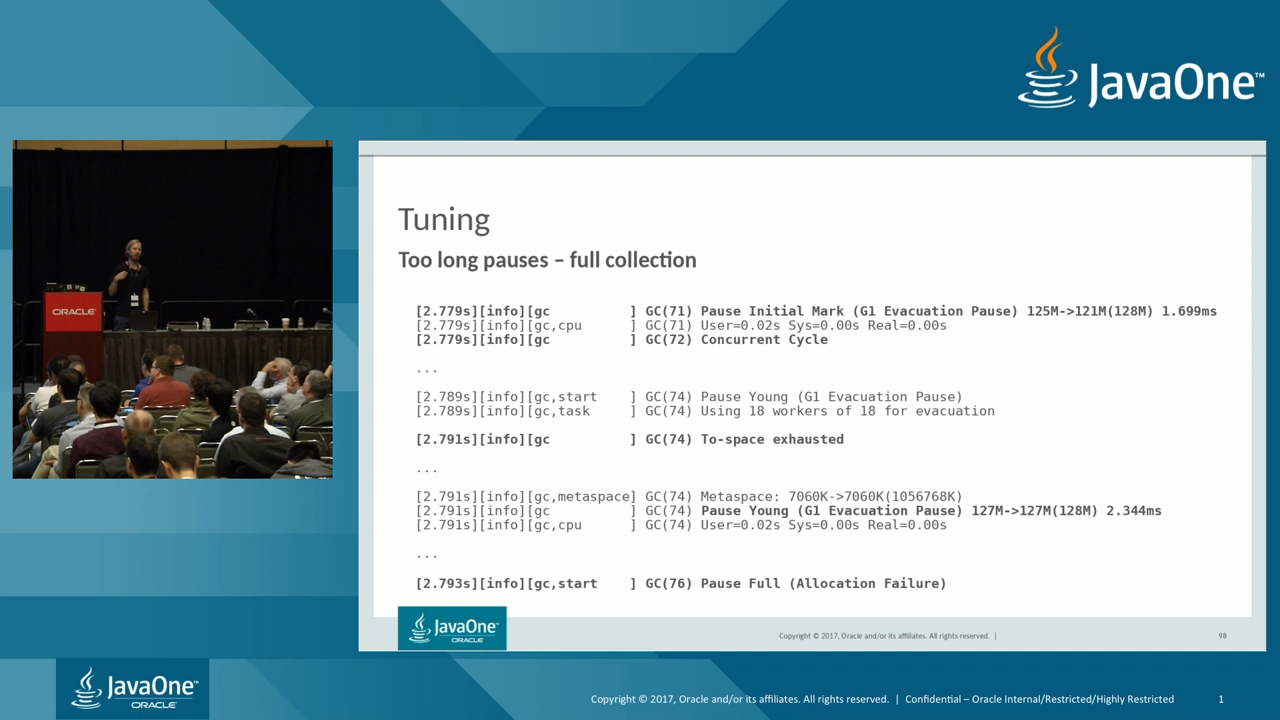 JavaOne™
ORACLE
Tuning
Too long pauses – full collection
[2.779s][info][gc          ] GC(71) Pause Initial Mark (G1 Evacuation Pause) 125M->121M(128M) 1.699ms
[2.779s][info][gc,cpu      ] GC(71) User=0.02s Sys=0.00s Real=0.00s
[2.779s][info][gc          ] GC(72) Concurrent Cycle
...
[2.789s][info][gc,start    ] GC(74) Pause Young (G1 Evacuation Pause)
[2.789s][info][gc,task     ] GC(74) Using 18 workers of 18 for evacuation
[2.791s][info][gc          ] GC(74) To-space exhausted
...
[2.791s][info][gc,metaspace] GC(74) Metaspace: 7060K->7060K(1056768K)
[2.791s][info][gc          ] GC(74) Pause Young (G1 Evacuation Pause) 127M->127M(128M) 2.344ms
[2.791s][info][gc,cpu      ] GC(74) User=0.02s Sys=0.00s Real=0.00s
...
[2.793s][info][gc,start    ] GC(76) Pause Full (Allocation Failure)
JavaOne™
ORACLE
Copyright © 2017, Oracle and/or its affiliates. All rights reserved. |
98
JavaOne™
ORACLE
Copyright © 2017, Oracle and/or its affiliates. All rights reserved. | Confidential – Oracle Internal/Restricted/Highly Restricted
1